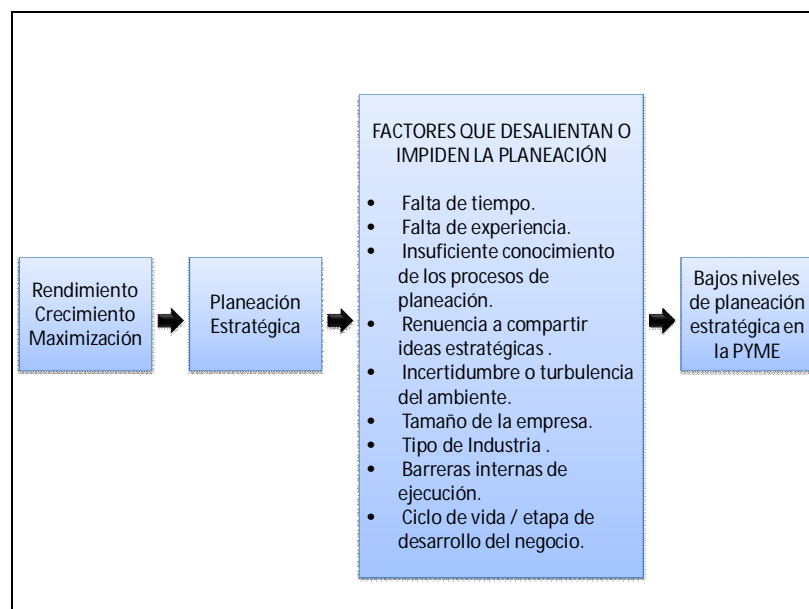 Rendimiento
Crecimiento
Maximización
Planeación
Estratégica
FACTORES QUE DESALIENTAN O
IMPIDEN LA PLANEACIÓN
• Falta de tiempo.
• Falta de experiencia.
• Insuficiente conocimiento
de los procesos de
planeación.
• Renuencia a compartir
ideas estratégicas .
• Incertidumbre o turbulencia
del ambiente.
• Tamaño de la empresa.
• Tipo de Industria .
• Barreras internas de
ejecución.
• Ciclo de vida / etapa de
desarrollo del negocio.
Bajos niveles
de planeación
estratégica en
la PYME